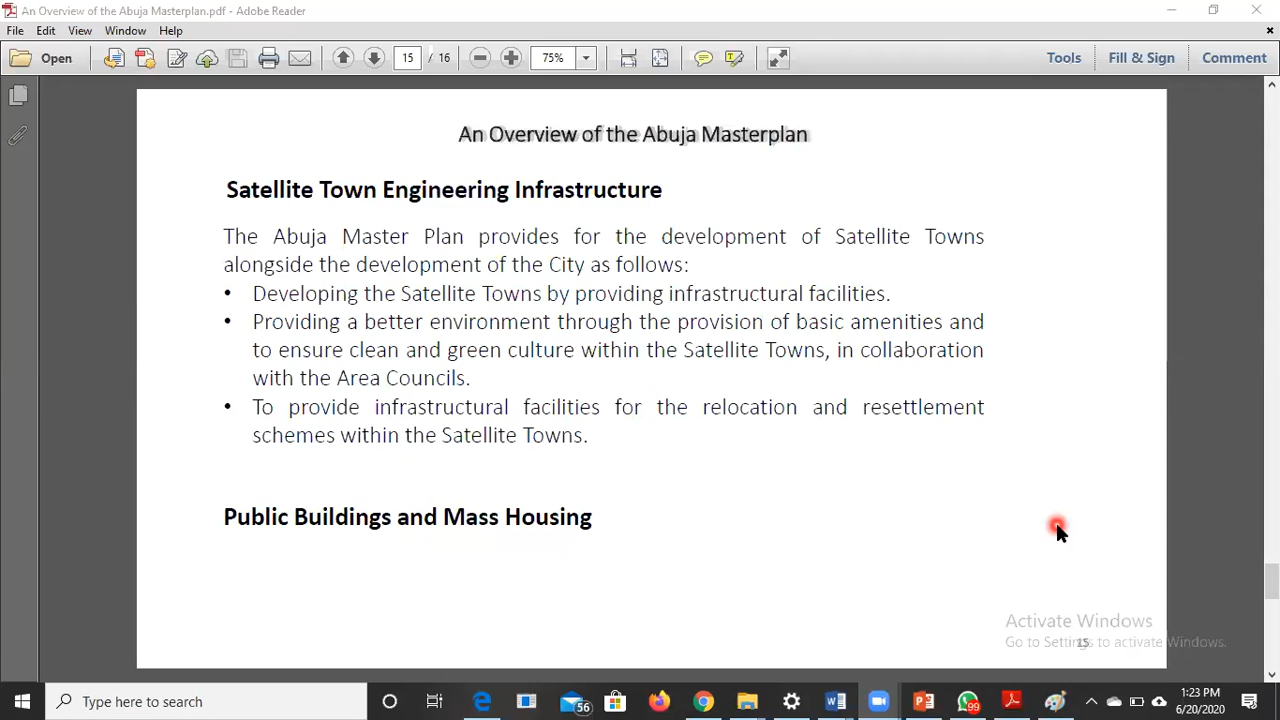 An Overview of the Abuja Masterplan.pdf - Adobe Reader
File Edit View Window Help
Open 15 / 16 75% Tools Fill & Sign Comment
An Overview of the Abuja Masterplan
Satellite Town Engineering Infrastructure
The Abuja Master Plan provides for the development of Satellite Towns
alongside the development of the City as follows:
• Developing the Satellite Towns by providing infrastructural facilities.
• Providing a better environment through the provision of basic amenities and
to ensure clean and green culture within the Satellite Towns, in collaboration
with the Area Councils.
• To provide infrastructural facilities for the relocation and resettlement
schemes within the Satellite Towns.
Public Buildings and Mass Housing
Activate Windows
Go to Settings to activate Windows.
15
Type here to search
56
99
1:23 PM
6/20/2020